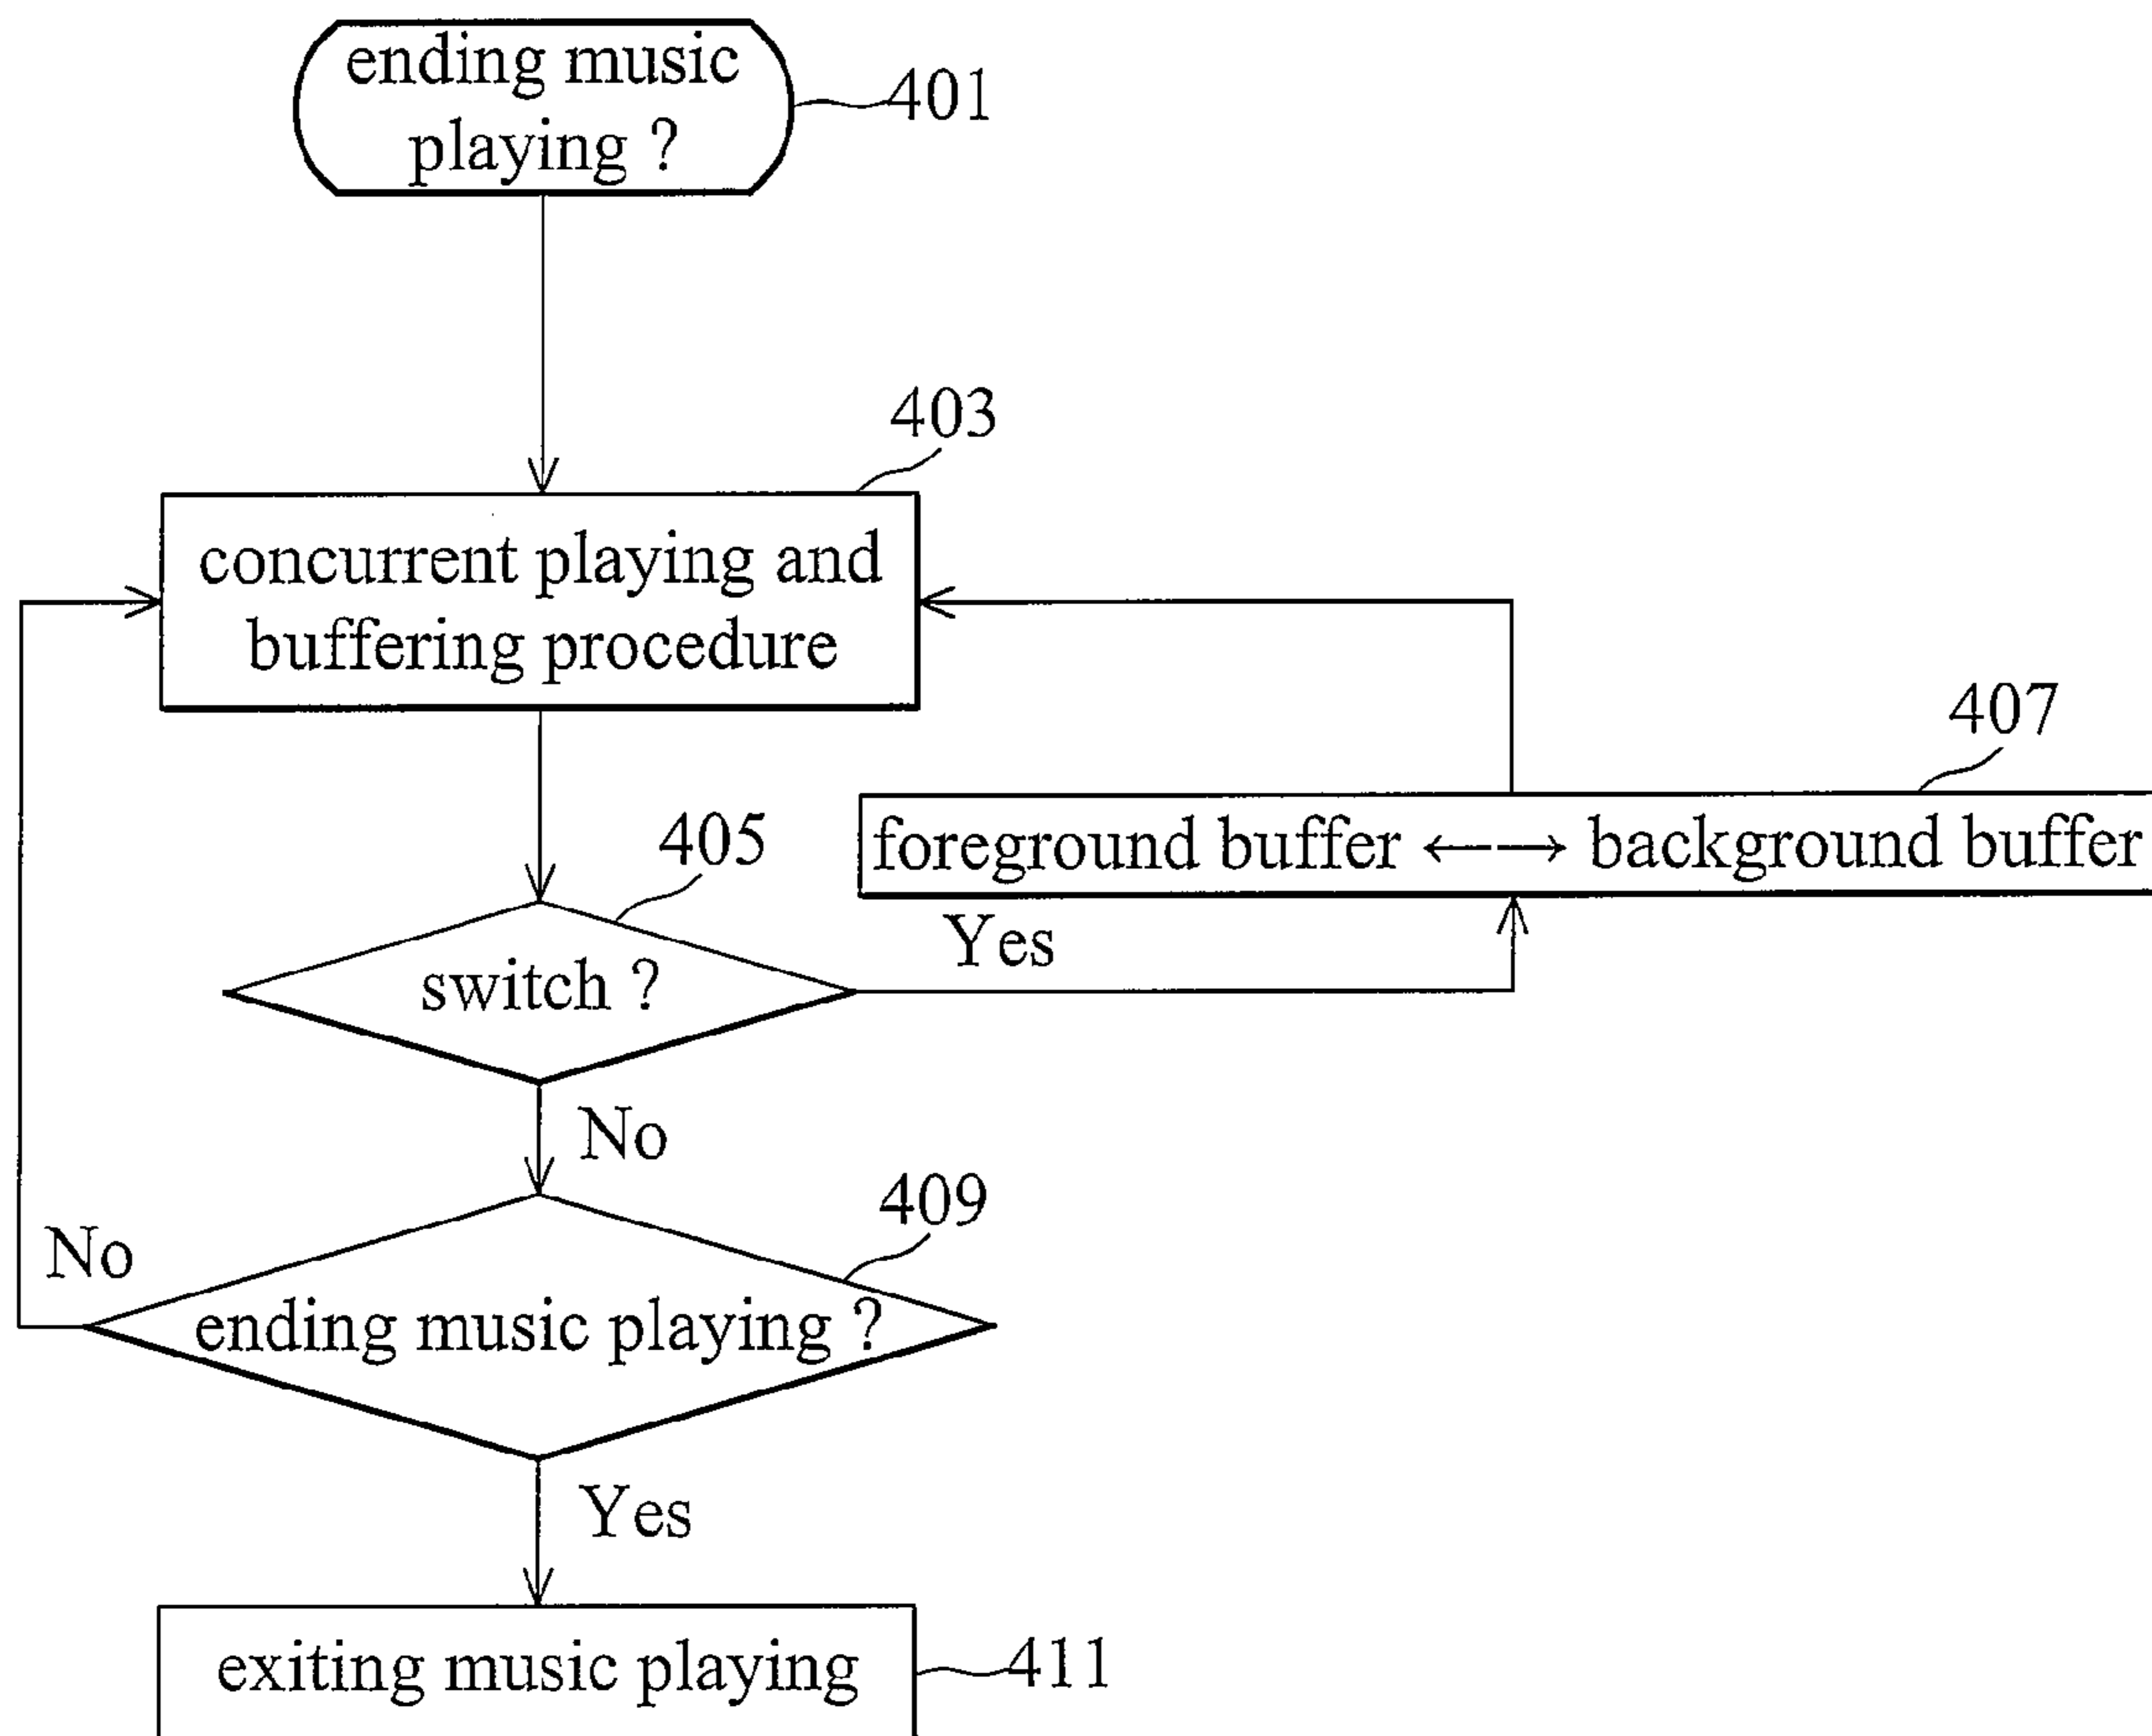 ending music
playing ?
401
403
concurrent playing and
buffering procedure
407
foreground buffer ←--→ background buffer
405
Yes
switch ?
No
409
No
ending music playing ?
Yes
exiting music playing
411